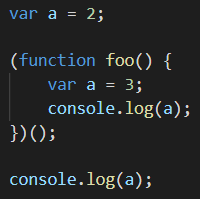 var a = 2;

(function foo() {
    var a = 3;
    console.log(a);
})();

console.log(a);